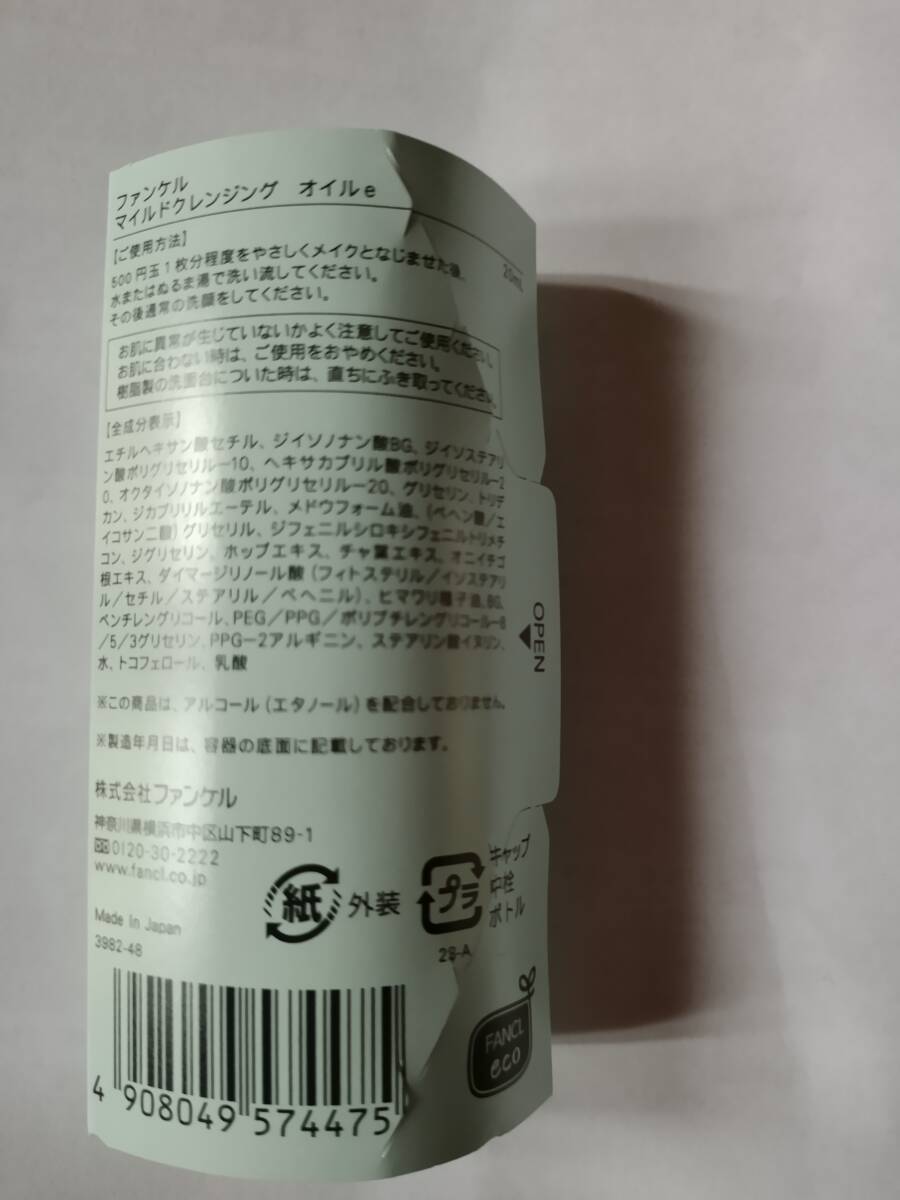 ファンケル
マイルドクレンジング オイルe
20mL
【ご使用方法】
500円玉1枚分程度をやさしくメイクとなじませた後、
水またはぬるま湯で洗い流してください。
その後通常の洗顔をしてください。
お肌に異常が生じていないかよく注意してご使用ください。
お肌に合わない時は、ご使用をおやめください。
樹脂製の洗面台についた時は、直ちにふき取ってください。
【全成分表示】
エチルヘキサン酸セチル、ジイソノナン酸BG、ジイソステアリ
ン酸ポリグリセリル－10、ヘキサカプリル酸ポリグリセリル－2
0、オクタイソノナン酸ポリグリセリル－20、グリセリン、トリデ
カン、ジカプリリルエーテル、メドウフォーム油、（ベヘン酸／エ
イコサン二酸）グリセリル、ジフェニルシロキシフェニルトリメチ
コン、ジグリセリン、ホップエキス、チャ葉エキス、オニイチゴ
根エキス、ダイマージリノール酸（フィトステリル／イソステアリ
ル／セチル／ステアリル／ベヘニル）、ヒマワリ種子油、BG、
ペンチレングリコール、PEG／PPG／ポリブチレングリコール－8
／5／3グリセリン、PPG－2アルギニン、ステアリン酸イヌリン、
水、トコフェロール、乳酸
※この商品は、アルコール（エタノール）を配合しておりません。
※製造年月日は、容器の底面に記載しております。
株式会社ファンケル
神奈川県横浜市中区山下町89-1
0120-30-2222
www.fancl.co.jp
Made in Japan
3982-48
紙 外装
プラ
キャップ
中栓
ボトル
28-A
OPEN
FANCL
eco
4 908049 574475